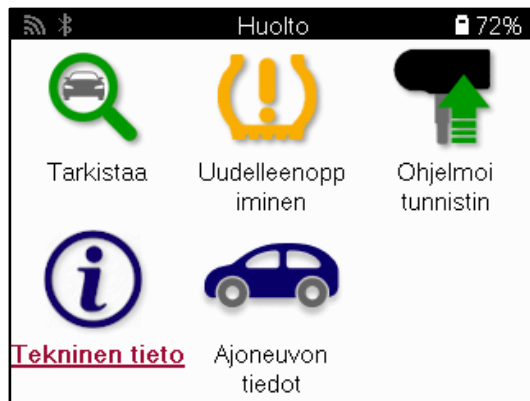 Huolto 72%
Tarkistaa
Uudelleenopp
iminen
Ohjelmoi
tunnistin
Tekninen tieto
Ajoneuvon
tiedot